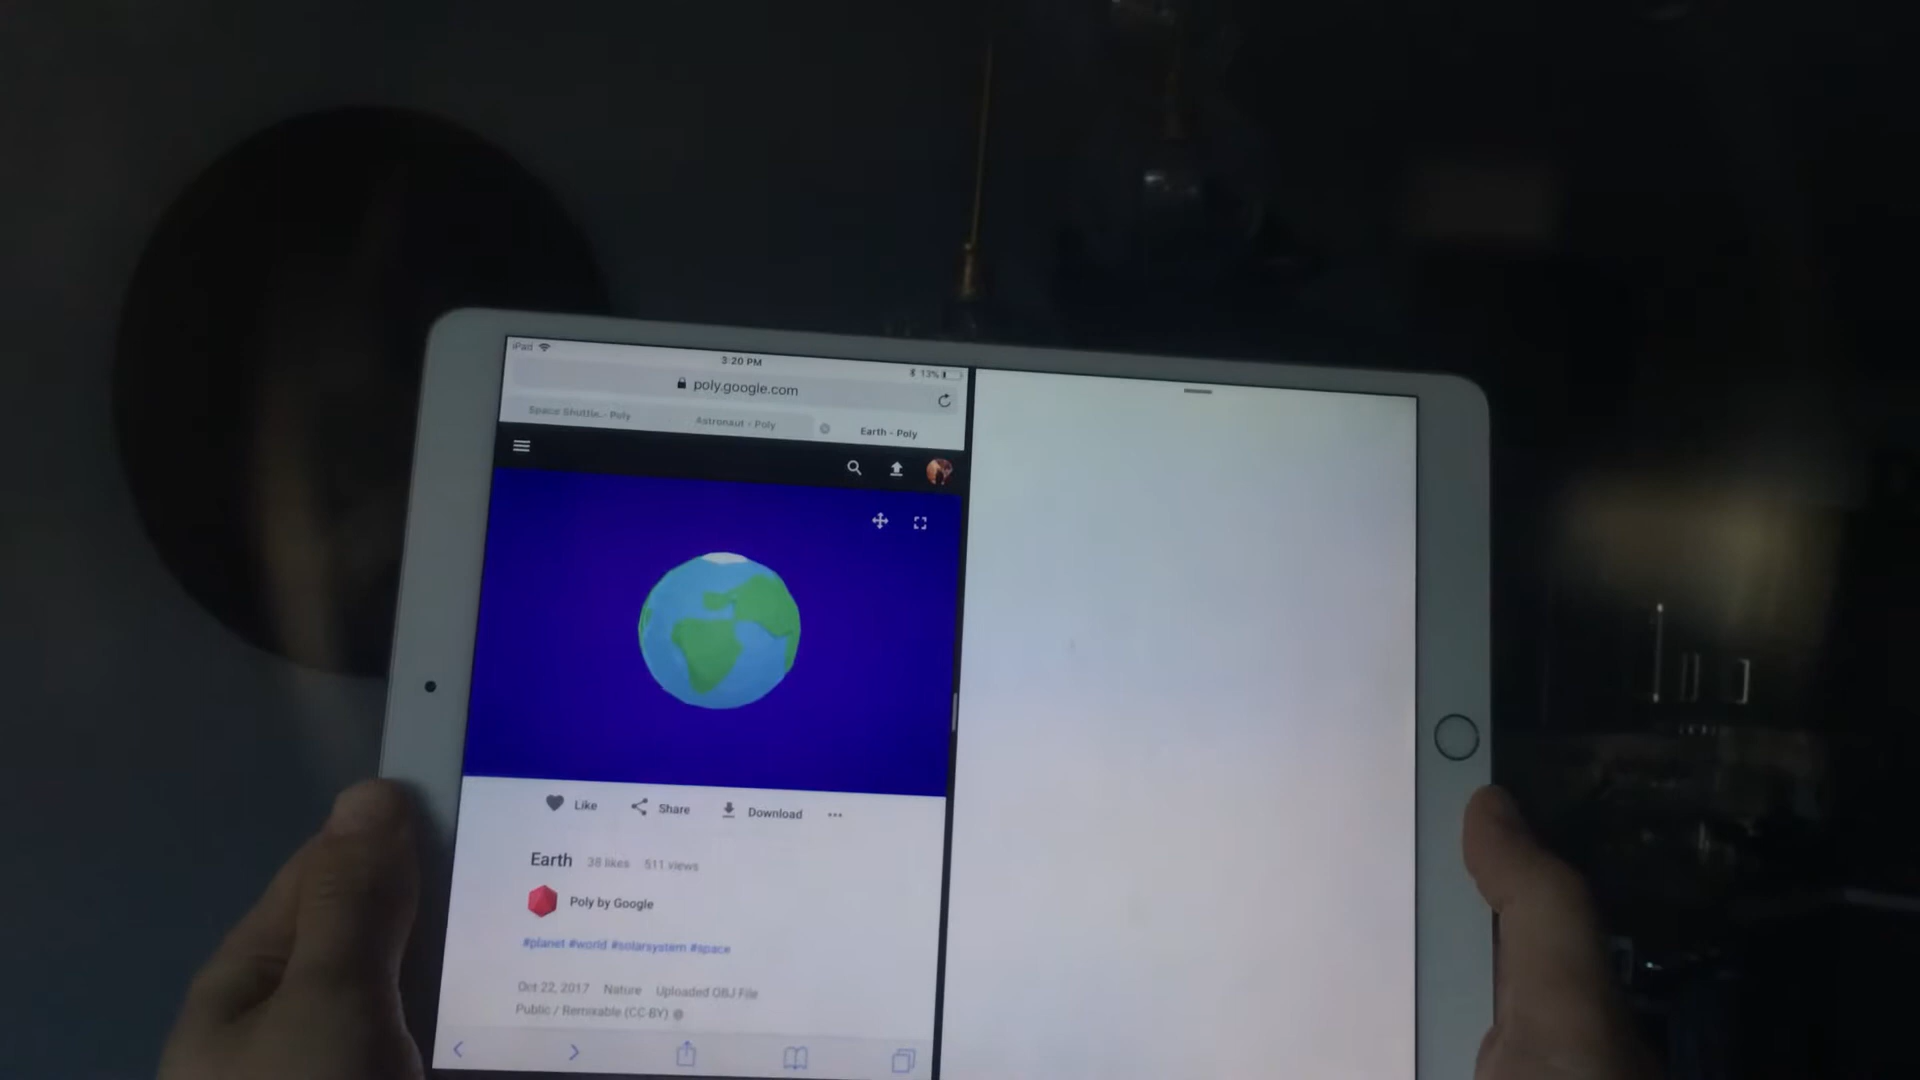 iPad 3:20 PM 13%
poly.google.com
Space Shuttle... - Poly Astronaut - Poly Earth - Poly
Like Share Download
Earth 38 likes 511 views
Poly by Google
#planet #world #solarsystem #space
Oct 22, 2017 Nature Uploaded OBJ File
Public / Remixable (CC-BY)